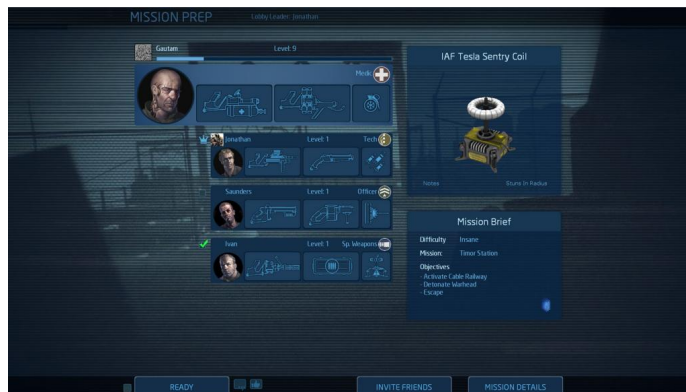 MISSION PREP
Lobby Leader: Jonathan
Gautam Level: 9
Medic
Jonathan Level: 1 Tech
Saunders Level: 1 Officer
Ivan Level: 1 Sp. Weapons
IAF Tesla Sentry Coil
Notes Stuns In Radius
Mission Brief
Difficulty Insane
Mission: Timor Station
Objectives
- Activate Cable Railway
- Detonate Warhead
- Escape
READY
INVITE FRIENDS
MISSION DETAILS